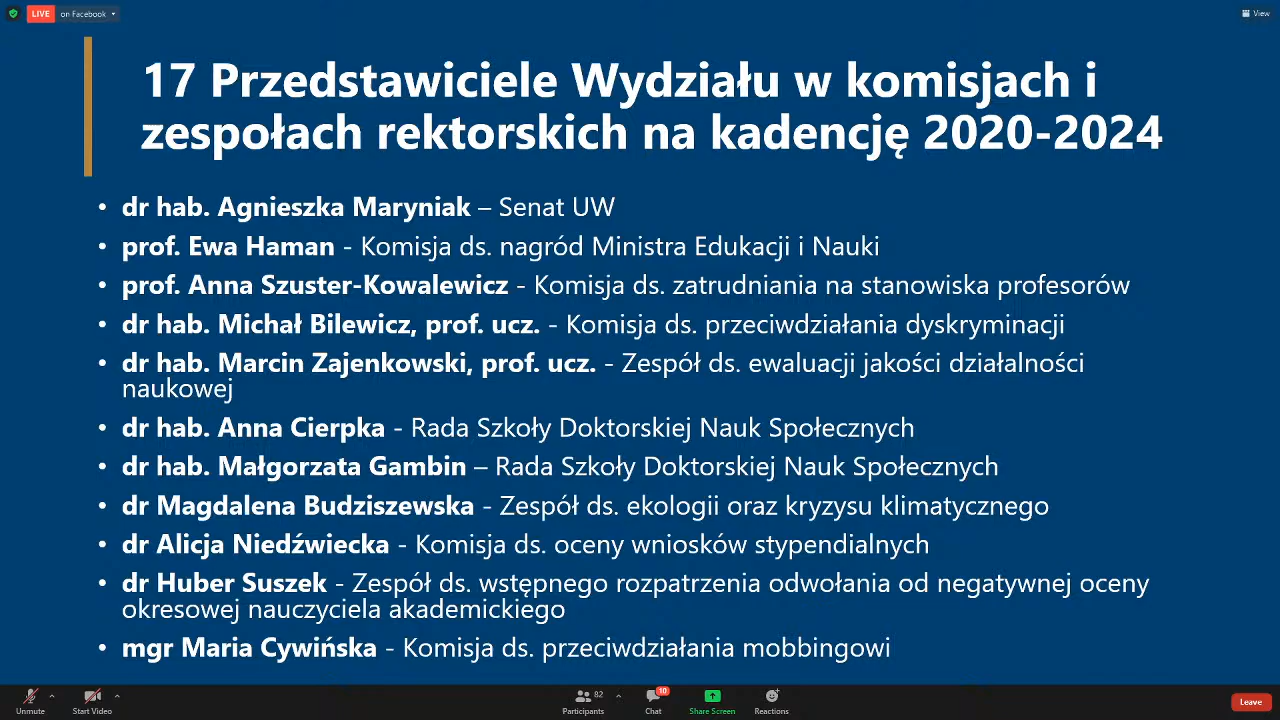 LIVE on Facebook
View
17 Przedstawiciele Wydziału w komisjach i
zespołach rektorskich na kadencję 2020-2024
• dr hab. Agnieszka Maryniak – Senat UW
• prof. Ewa Haman - Komisja ds. nagród Ministra Edukacji i Nauki
• prof. Anna Szuster-Kowalewicz - Komisja ds. zatrudniania na stanowiska profesorów
• dr hab. Michał Bilewicz, prof. ucz. - Komisja ds. przeciwdziałania dyskryminacji
• dr hab. Marcin Zajenkowski, prof. ucz. - Zespół ds. ewaluacji jakości działalności
naukowej
• dr hab. Anna Cierpka - Rada Szkoły Doktorskiej Nauk Społecznych
• dr hab. Małgorzata Gambin – Rada Szkoły Doktorskiej Nauk Społecznych
• dr Magdalena Budziszewska - Zespół ds. ekologii oraz kryzysu klimatycznego
• dr Alicja Niedźwiecka - Komisja ds. oceny wniosków stypendialnych
• dr Huber Suszek - Zespół ds. wstępnego rozpatrzenia odwołania od negatywnej oceny
okresowej nauczyciela akademickiego
• mgr Maria Cywińska - Komisja ds. przeciwdziałania mobbingowi
82
10
Unmute Start Video Participants Chat Share Screen Reactions Leave